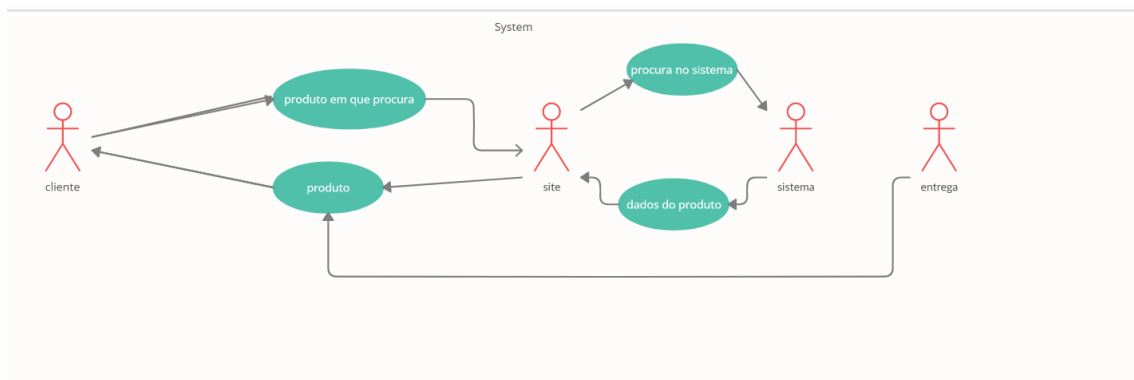 System
procura no sistema
produto em que procura
cliente
produto
site
dados do produto
sistema
entrega